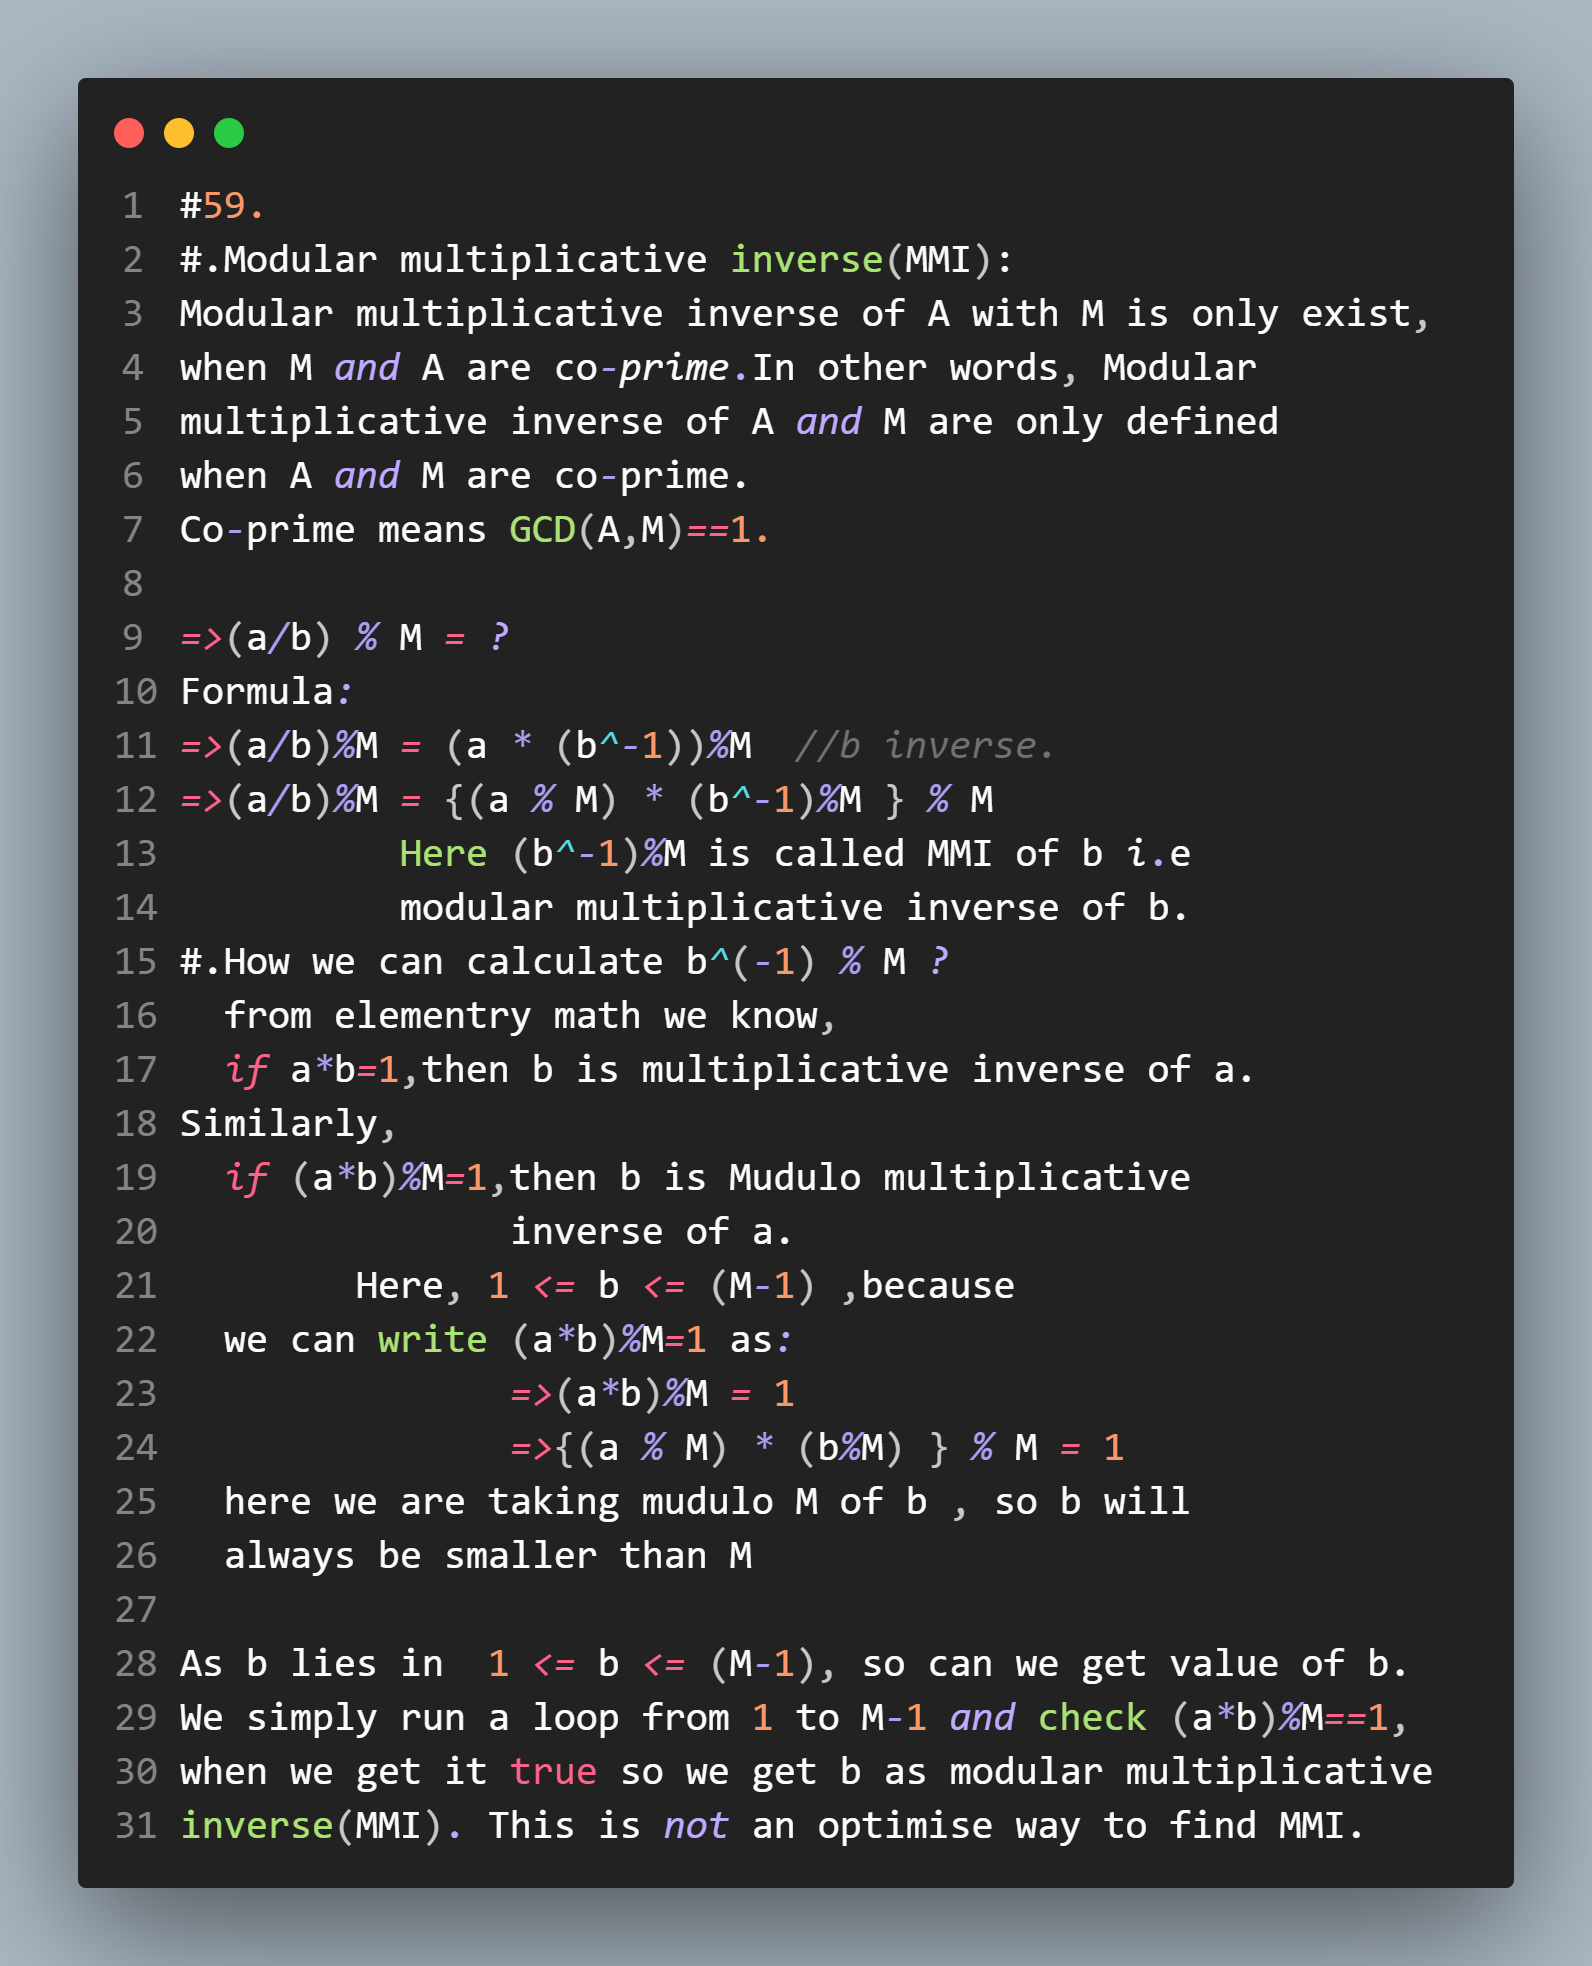 1 #59.
2 #.Modular multiplicative inverse(MMI):
3 Modular multiplicative inverse of A with M is only exist,
4 when M and A are co-prime.In other words, Modular
5 multiplicative inverse of A and M are only defined
6 when A and M are co-prime.
7 Co-prime means GCD(A,M)==1.
8
9 =>(a/b) % M = ?
10 Formula:
11 =>(a/b)%M = (a * (b^-1))%M  //b inverse.
12 =>(a/b)%M = {(a % M) * (b^-1)%M } % M
13           Here (b^-1)%M is called MMI of b i.e
14           modular multiplicative inverse of b.
15 #.How we can calculate b^(-1) % M ?
16   from elementry math we know,
17   if a*b=1,then b is multiplicative inverse of a.
18 Similarly,
19   if (a*b)%M=1,then b is Mudulo multiplicative
20                inverse of a.
21         Here, 1 <= b <= (M-1) ,because
22   we can write (a*b)%M=1 as:
23                =>(a*b)%M = 1
24                =>{(a % M) * (b%M) } % M = 1
25   here we are taking mudulo M of b , so b will
26   always be smaller than M
27
28 As b lies in  1 <= b <= (M-1), so can we get value of b.
29 We simply run a loop from 1 to M-1 and check (a*b)%M==1,
30 when we get it true so we get b as modular multiplicative
31 inverse(MMI). This is not an optimise way to find MMI.